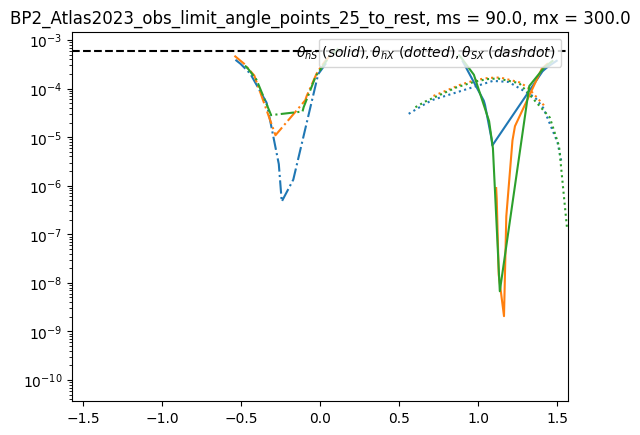 BP2_Atlas2023_obs_limit_angle_points_25_to_rest, ms = 90.0, mx = 300.0
θ_hS (solid), θ_hX (dotted), θ_SX (dashdot)
10⁻³
10⁻⁴
10⁻⁵
10⁻⁶
10⁻⁷
10⁻⁸
10⁻⁹
10⁻¹⁰
−1.5 −1.0 −0.5 0.0 0.5 1.0 1.5